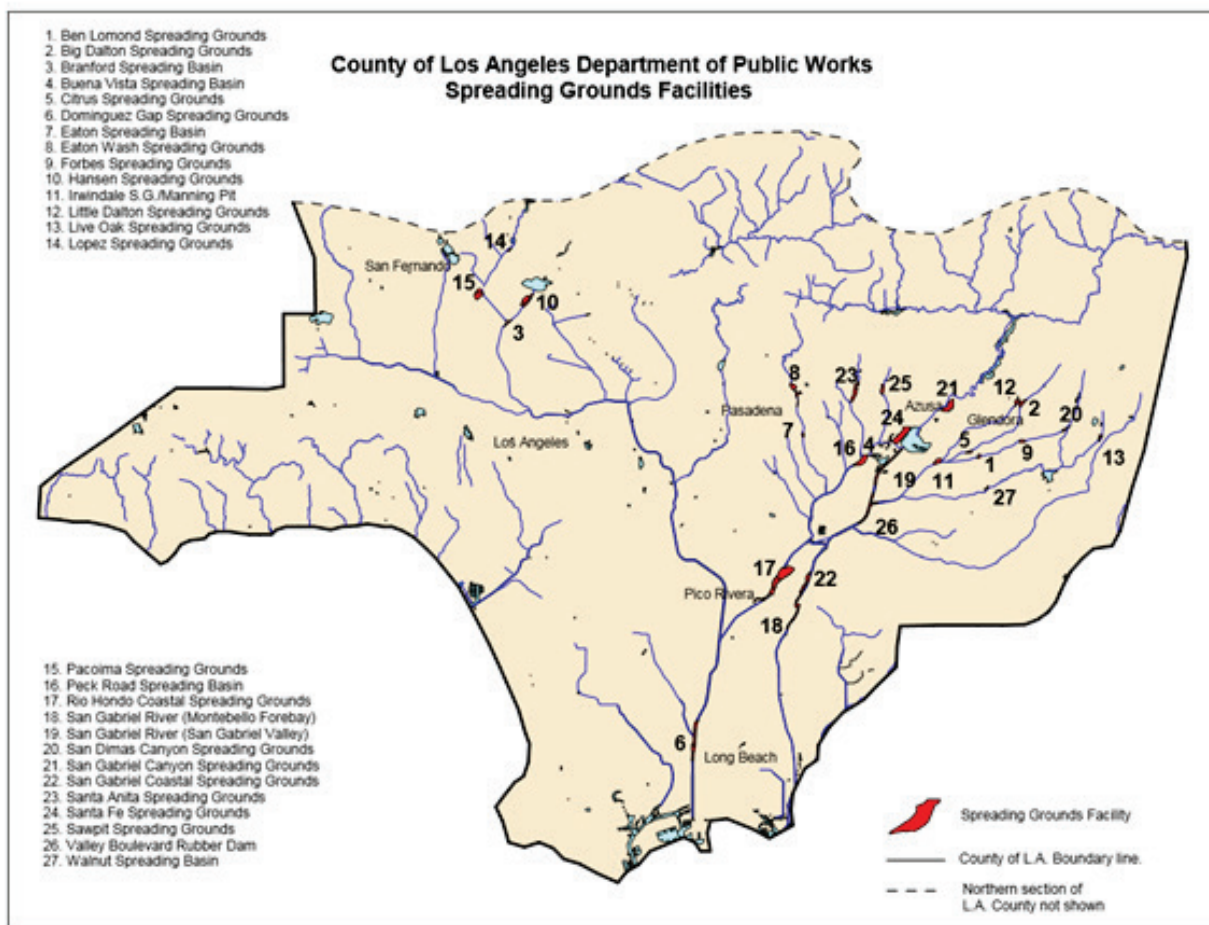 1. Ben Lomond Spreading Grounds
2. Big Dalton Spreading Grounds
3. Branford Spreading Basin
4. Buena Vista Spreading Basin
5. Citrus Spreading Grounds
6. Dominguez Gap Spreading Grounds
7. Eaton Spreading Basin
8. Eaton Wash Spreading Grounds
9. Forbes Spreading Grounds
10. Hansen Spreading Grounds
11. Irwindale S.G./Manning Pit
12. Little Dalton Spreading Grounds
13. Live Oak Spreading Grounds
14. Lopez Spreading Grounds
County of Los Angeles Department of Public Works
Spreading Grounds Facilities
14
San Fernando
15
10
3
8
23
25
21
12
Azusa
2
20
Pasadena
24
Glendora
7
Los Angeles
16
4
5
9
13
19
11
1
27
26
17
22
Pico Rivera
18
6
Long Beach
15. Pacoima Spreading Grounds
16. Peck Road Spreading Basin
17. Rio Hondo Coastal Spreading Grounds
18. San Gabriel River (Montebello Forebay)
19. San Gabriel River (San Gabriel Valley)
20. San Dimas Canyon Spreading Grounds
21. San Gabriel Canyon Spreading Grounds
22. San Gabriel Coastal Spreading Grounds
23. Santa Anita Spreading Grounds
24. Santa Fe Spreading Grounds
25. Sawpit Spreading Grounds
26. Valley Boulevard Rubber Dam
27. Walnut Spreading Basin
Spreading Grounds Facility
County of L.A. Boundary line.
Northern section of
L.A. County not shown